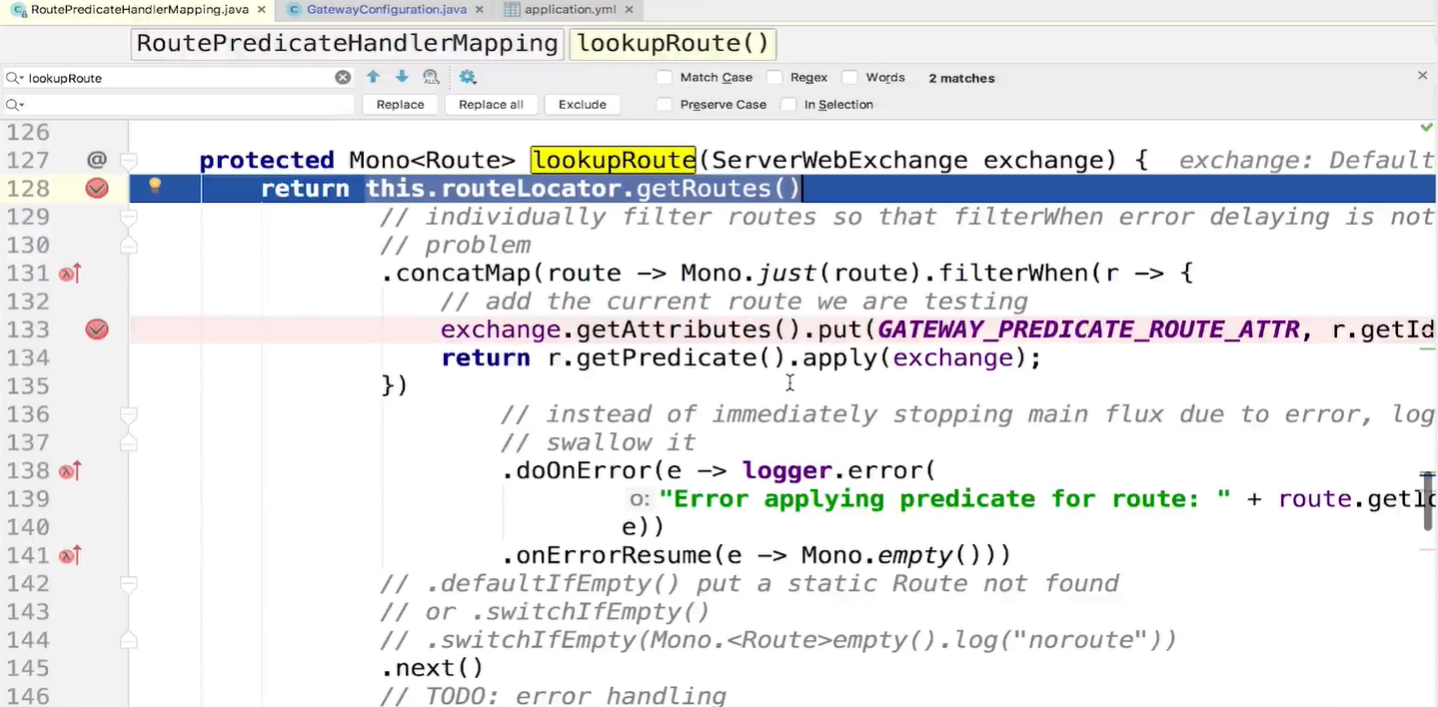 RoutePredicateHandlerMapping.java × GatewayConfiguration.java × application.yml ×
RoutePredicateHandlerMapping lookupRoute()
lookupRoute Match Case Regex Words 2 matches
Replace Replace all Exclude Preserve Case In Selection
126
127 @ protected Mono<Route> lookupRoute(ServerWebExchange exchange) { exchange: Default
128 return this.routeLocator.getRoutes()
129 // individually filter routes so that filterWhen error delaying is not
130 // problem
131 .concatMap(route -> Mono.just(route).filterWhen(r -> {
132 // add the current route we are testing
133 exchange.getAttributes().put(GATEWAY_PREDICATE_ROUTE_ATTR, r.getId
134 return r.getPredicate().apply(exchange);
135 })
136 // instead of immediately stopping main flux due to error, log
137 // swallow it
138 .doOnError(e -> logger.error(
139 o: "Error applying predicate for route: " + route.getId
140 e))
141 .onErrorResume(e -> Mono.empty()))
142 // .defaultIfEmpty() put a static Route not found
143 // or .switchIfEmpty()
144 // .switchIfEmpty(Mono.<Route>empty().log("noroute"))
145 .next()
146 // TODO: error handling